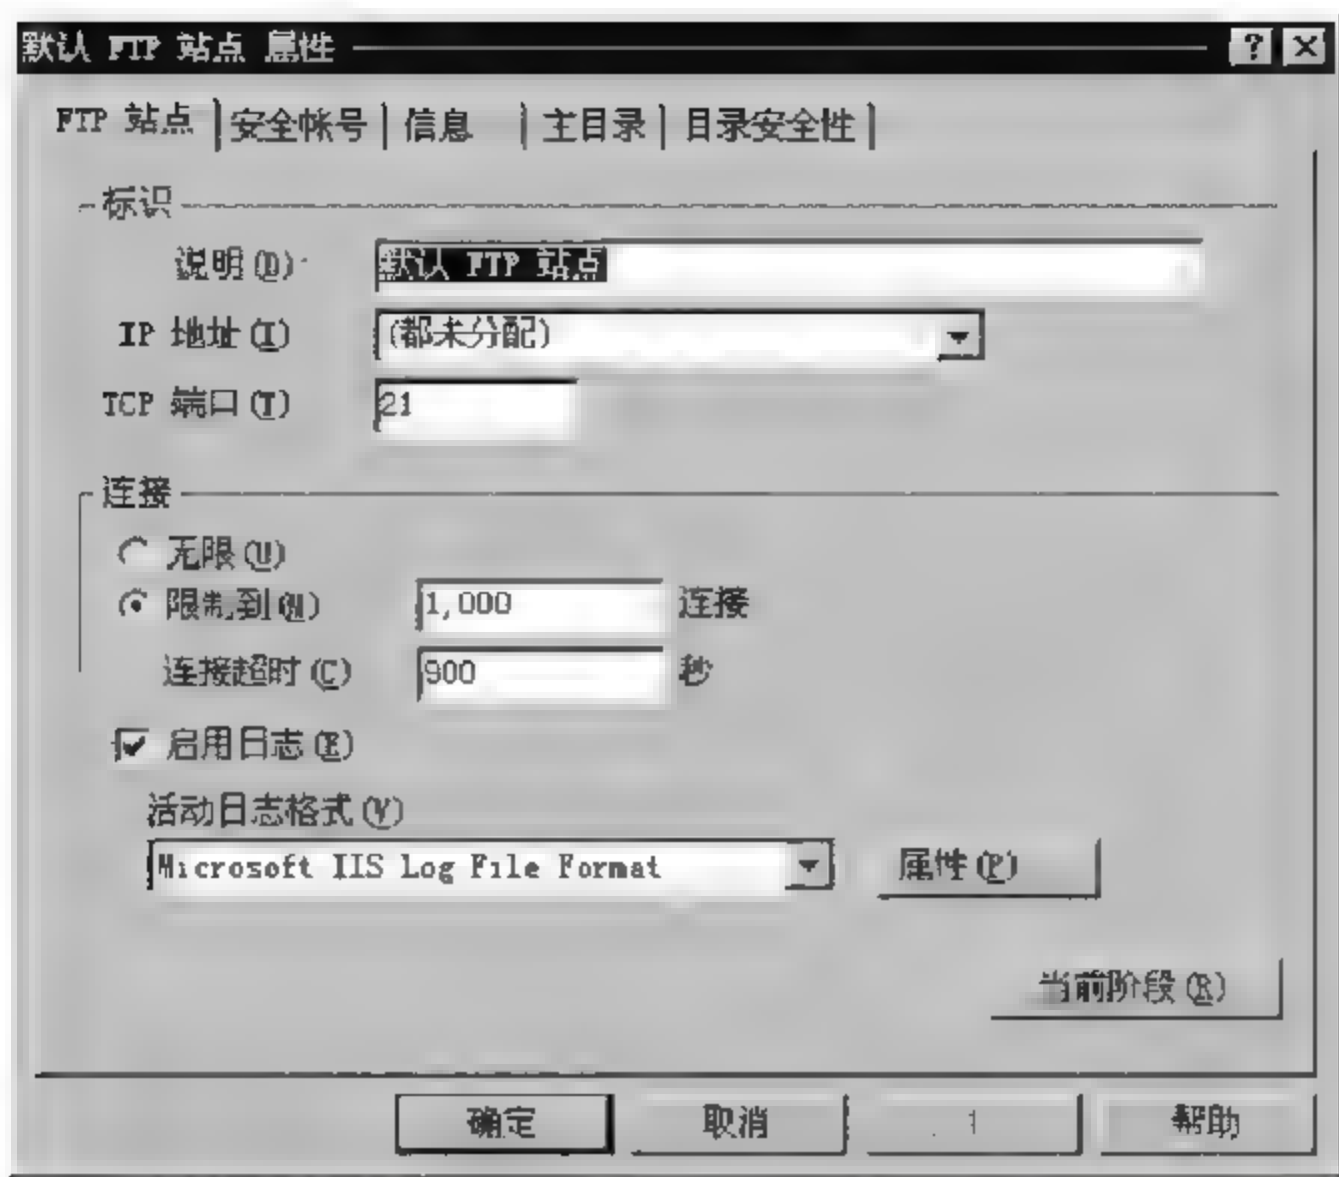 默认 FTP 站点 属性
FTP 站点 安全帐号 信息 主目录 目录安全性
标识
说明(D)
默认 FTP 站点
IP 地址(I) (都未分配)
TCP 端口(T) 21
连接
无限(U)
限制到(M) 1,000 连接
连接超时(C) 900 秒
启用日志(E)
活动日志格式(V)
Microsoft IIS Log File Format 属性(P)
当前阶段(R)
确定 取消 帮助